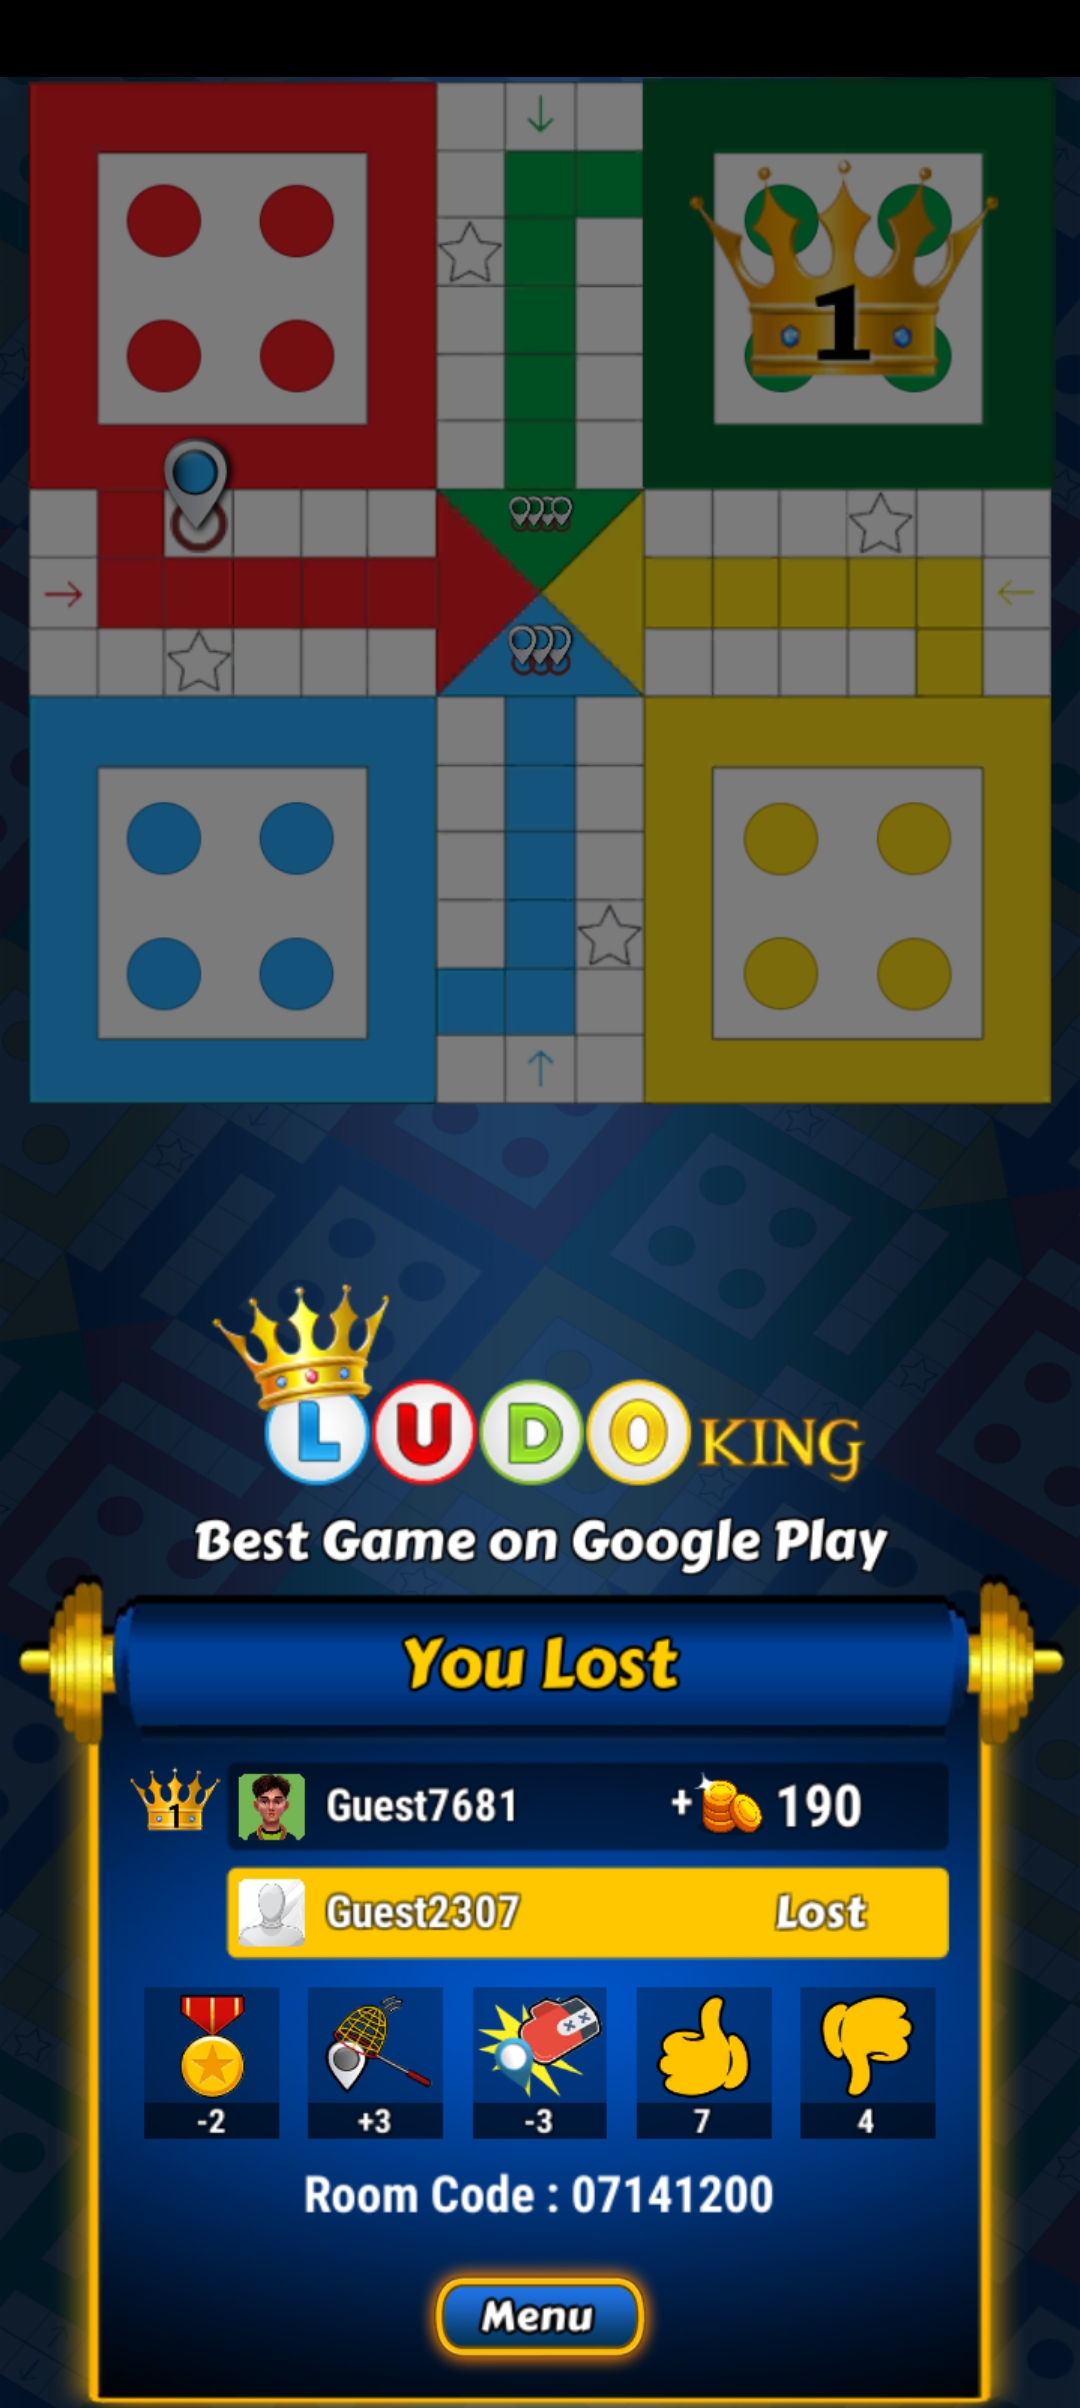 1
LUDO KING
Best Game on Google Play
You Lost
1 Guest7681 + 190
Guest2307 Lost
-2 +3 -3 7 4
Room Code : 07141200
Menu